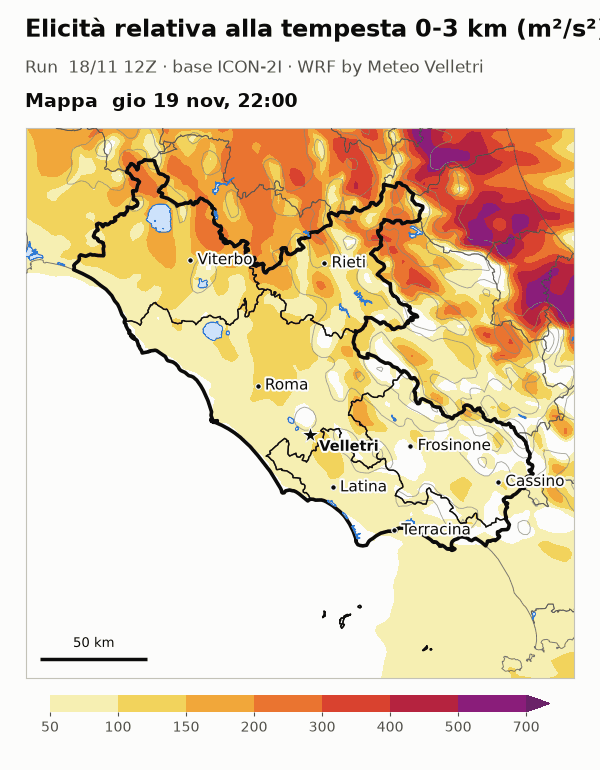 Elicità relativa alla tempesta 0-3 km (m²/s²)
Run 18/11 12Z · base ICON-2I · WRF by Meteo Velletri
Mappa gio 19 nov, 22:00
Viterbo
Rieti
Roma
Velletri
Frosinone
Cassino
Latina
Terracina
50 km
50 100 150 200 300 400 500 700